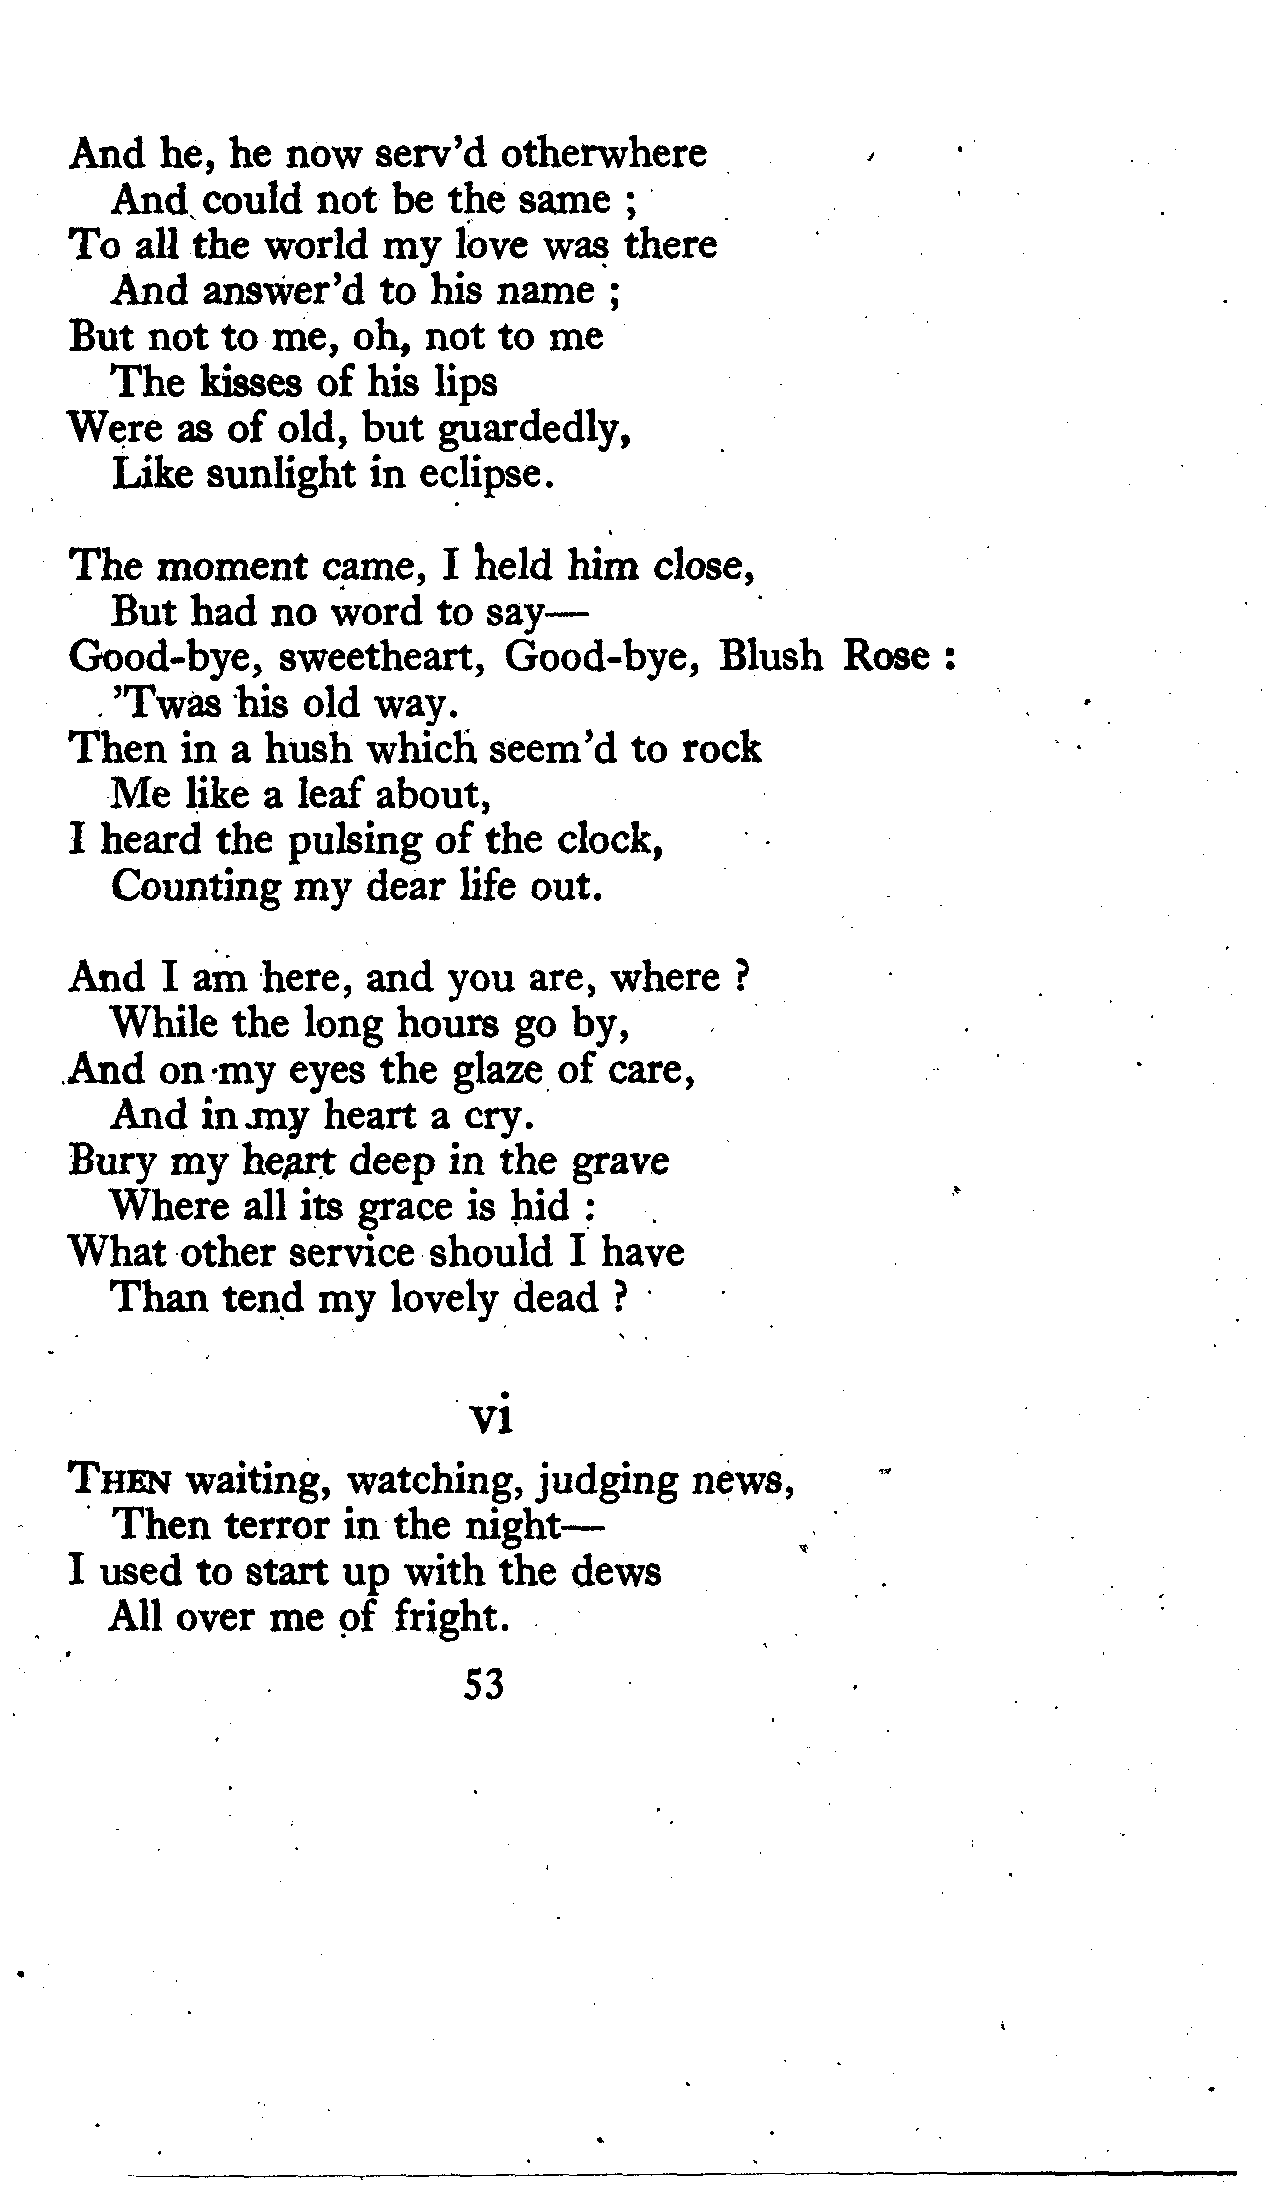 And he, he now serv'd otherwhere
And could not be the same ;
To all the world my love was there
And answer'd to his name ;
But not to me, oh, not to me
The kisses of his lips
Were as of old, but guardedly,
Like sunlight in eclipse.
The moment came, I held him close,
But had no word to say—
Good-bye, sweetheart, Good-bye, Blush Rose :
'Twas his old way.
Then in a hush which seem'd to rock
Me like a leaf about,
I heard the pulsing of the clock,
Counting my dear life out.
And I am here, and you are, where ?
While the long hours go by,
And on my eyes the glaze of care,
And in my heart a cry.
Bury my heart deep in the grave
Where all its grace is hid :
What other service should I have
Than tend my lovely dead ?
vi
THEN waiting, watching, judging news,
Then terror in the night—
I used to start up with the dews
All over me of fright.
53